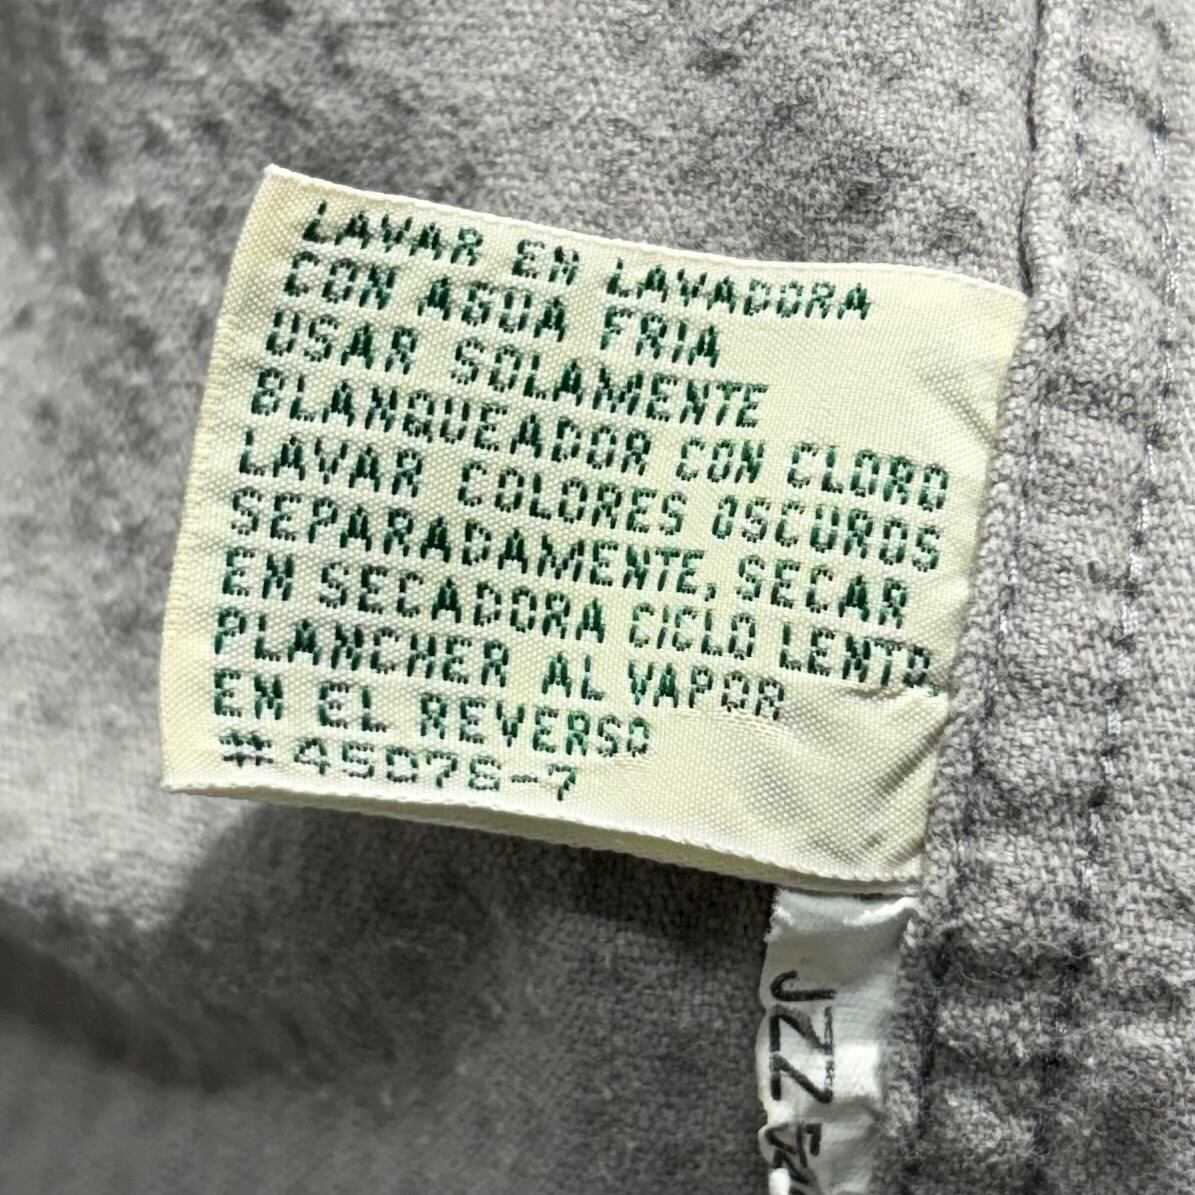 LAVAR EN LAVADORA
CON AGUA FRIA
USAR SOLAMENTE
BLANQUEADOR CON CLORO
LAVAR COLORES OSCUROS
SEPARADAMENTE, SECAR
EN SECADORA CICLO LENTO,
PLANCHER AL VAPOR
EN EL REVERSO
#45078-7